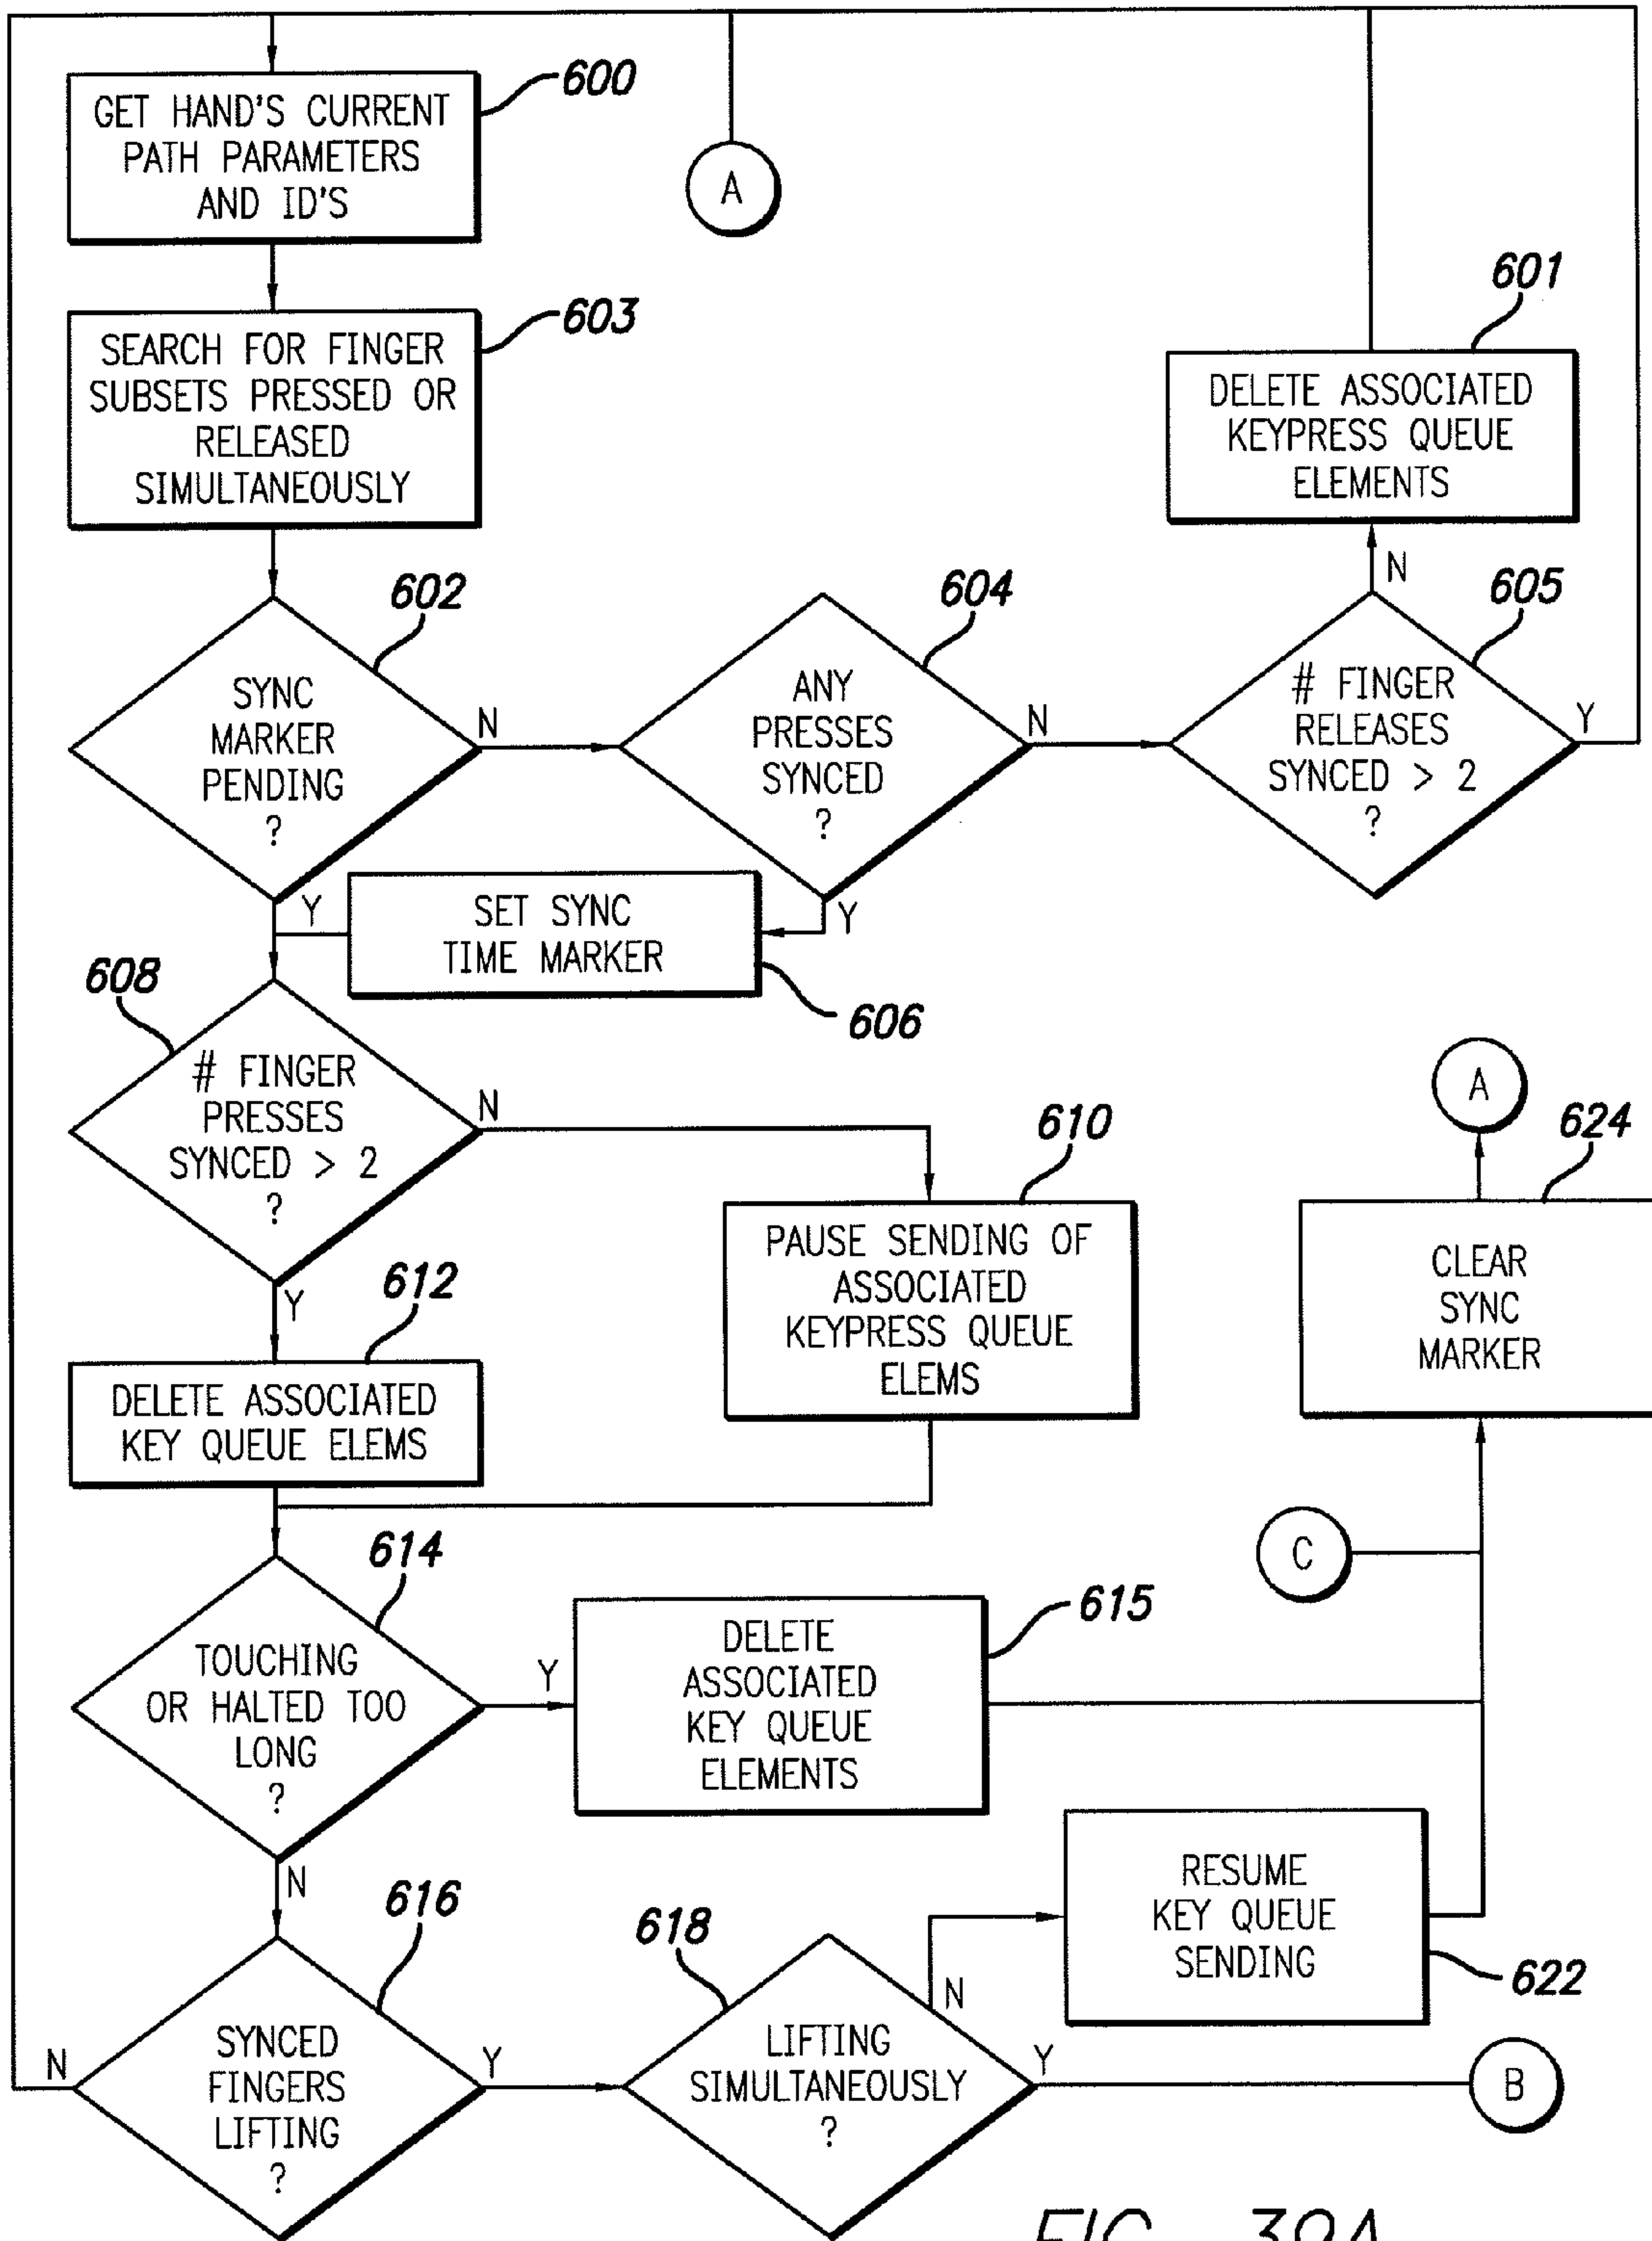 600
GET HAND'S CURRENT
PATH PARAMETERS
AND ID'S
A
603
SEARCH FOR FINGER
SUBSETS PRESSED OR
RELEASED
SIMULTANEOUSLY
601
DELETE ASSOCIATED
KEYPRESS QUEUE
ELEMENTS
N
602
SYNC
MARKER
PENDING
?
N
Y
604
ANY
PRESSES
SYNCED
?
N
Y
605
# FINGER
RELEASES
SYNCED > 2
?
Y
SET SYNC
TIME MARKER
606
608
# FINGER
PRESSES
SYNCED > 2
?
N
Y
610
PAUSE SENDING OF
ASSOCIATED
KEYPRESS QUEUE
ELEMS
A
624
CLEAR
SYNC
MARKER
612
DELETE ASSOCIATED
KEY QUEUE ELEMS
C
614
TOUCHING
OR HALTED TOO
LONG
?
Y
N
615
DELETE
ASSOCIATED
KEY QUEUE
ELEMENTS
616
SYNCED
FINGERS
LIFTING
?
N
Y
618
LIFTING
SIMULTANEOUSLY
?
N
Y
RESUME
KEY QUEUE
SENDING
622
B
FIG. 39A